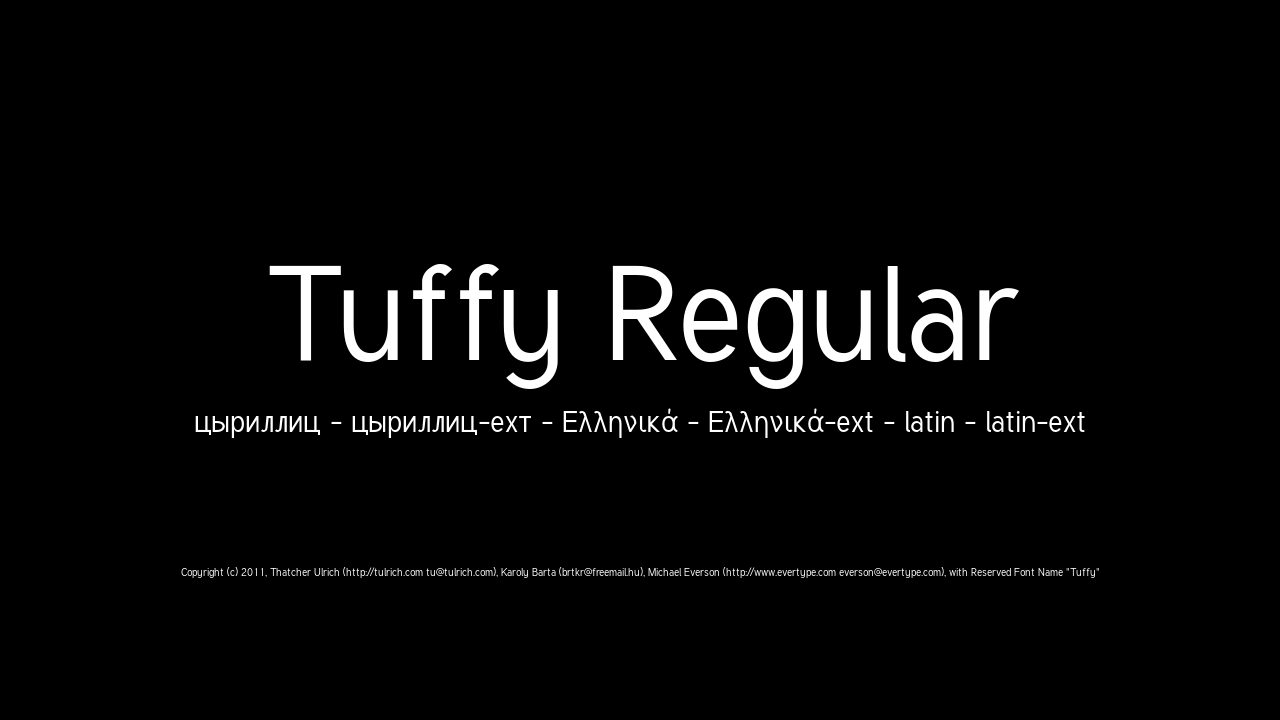 Tuffy Regular
цыриллиц - цыриллиц-ехт - Ελληνικά - Ελληνικά-ext - latin - latin-ext
Copyright (c) 2011, Thatcher Ulrich (http://tulrich.com tu@tulrich.com), Karoly Barta (brtkr@freemail.hu), Michael Everson (http://www.evertype.com everson@evertype.com), with Reserved Font Name "Tuffy"